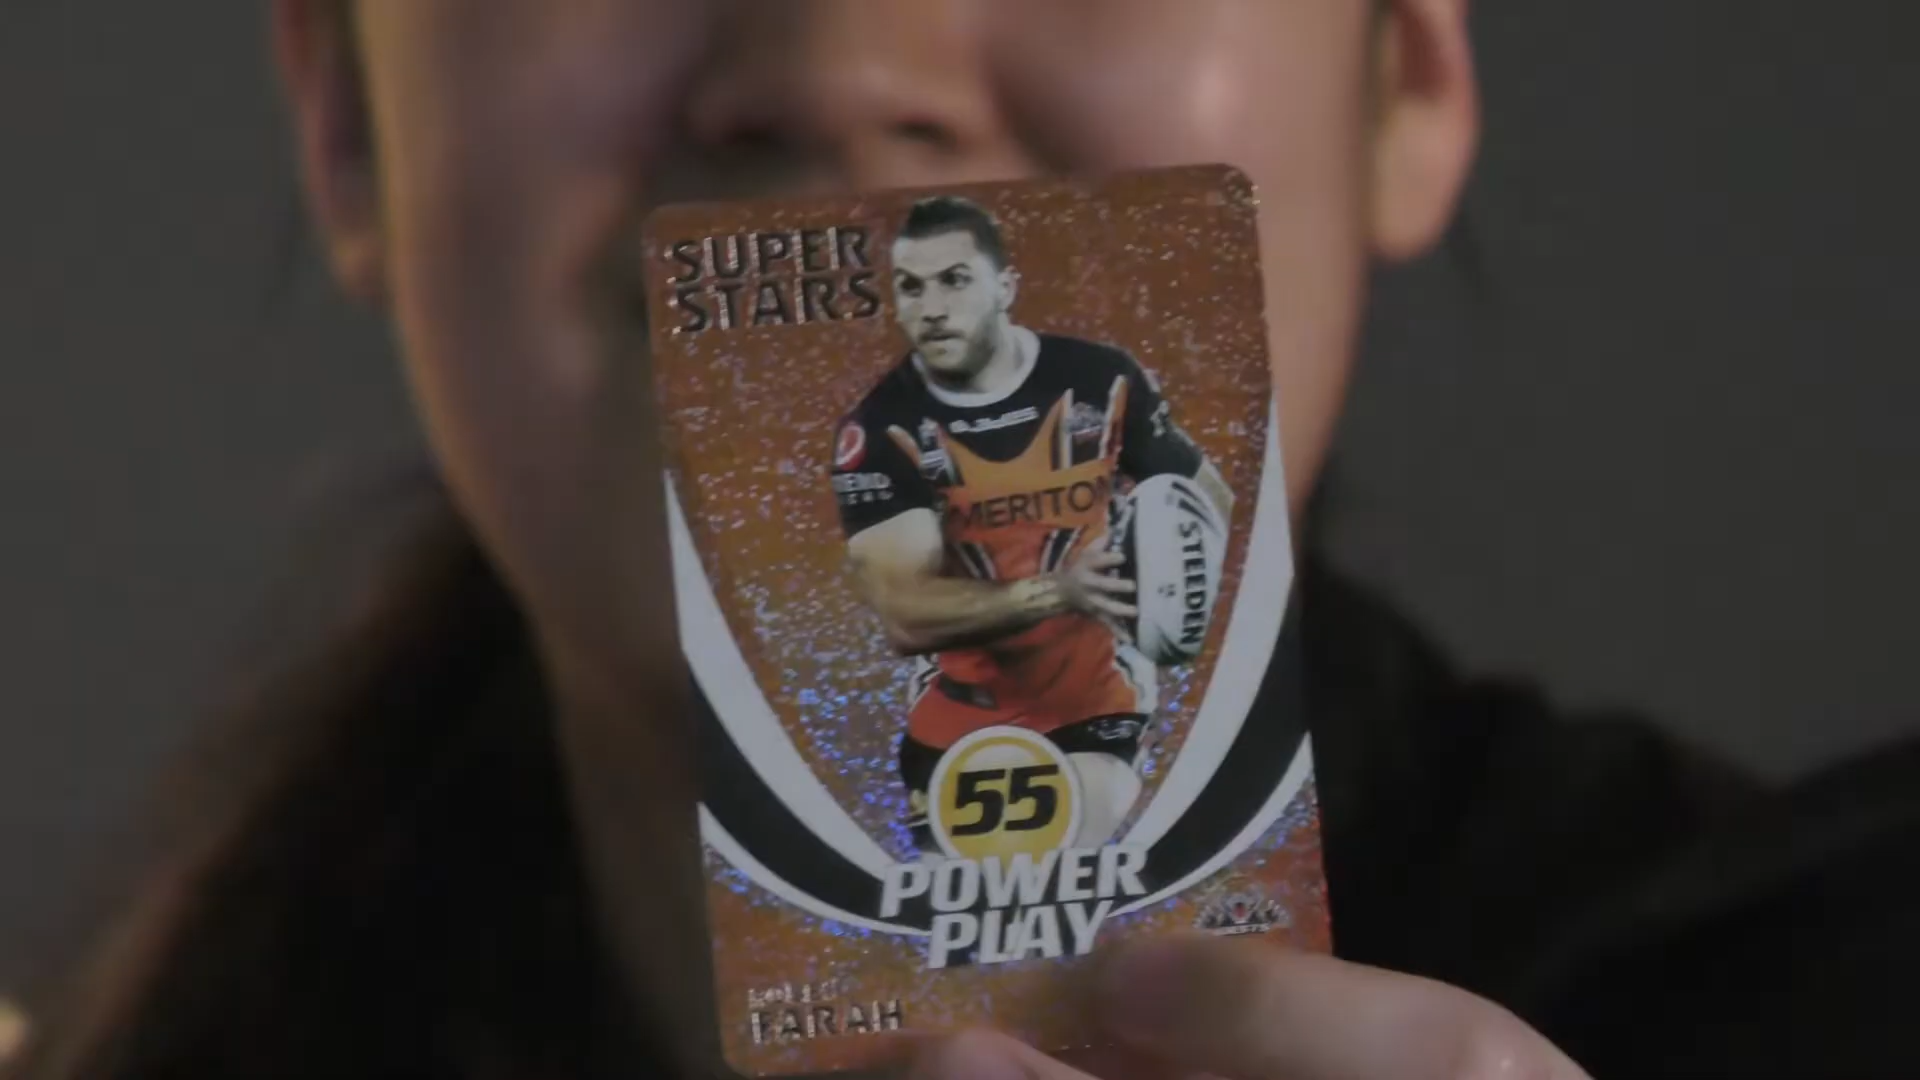 SUPER
STARS
MERITON
STEEDEN
55
POWER
PLAY
FARAH